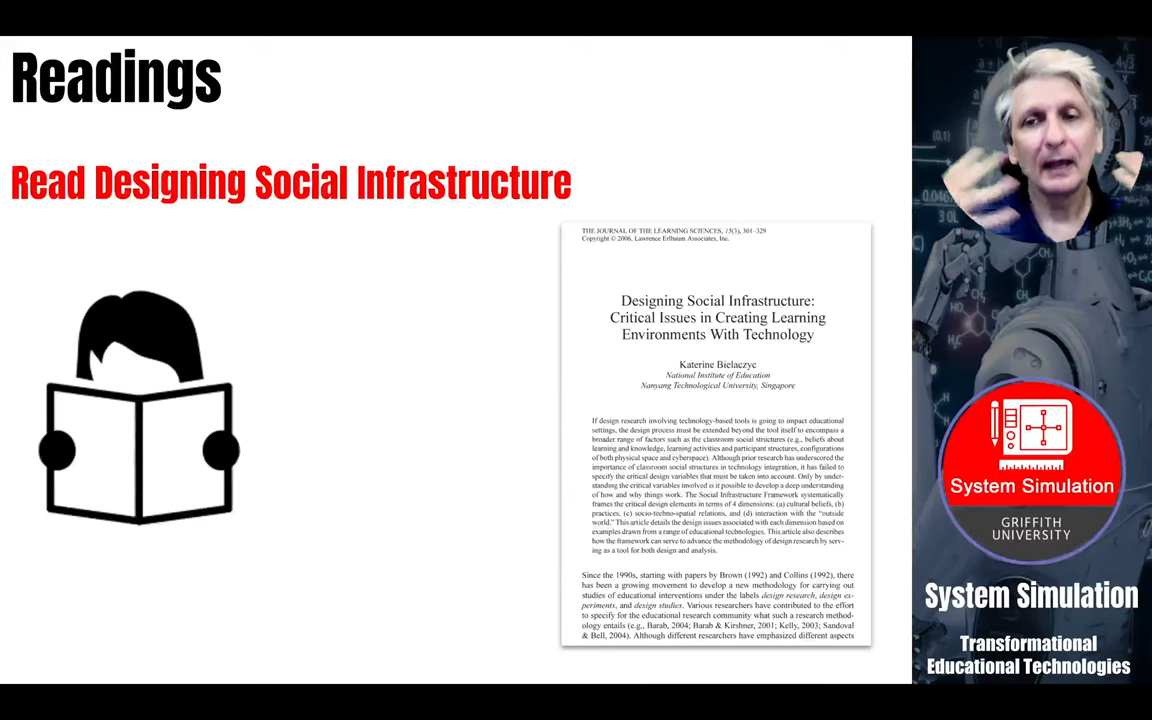 Readings
Read Designing Social Infrastructure
THE JOURNAL OF THE LEARNING SCIENCES, 15(3), 301–329
Copyright © 2006, Lawrence Erlbaum Associates, Inc.
Designing Social Infrastructure:
Critical Issues in Creating Learning
Environments With Technology
Katerine Bielaczyc
National Institute of Education
Nanyang Technological University, Singapore
If design research involving technology-based tools is going to impact educational
settings, the design process must be extended beyond the tool itself to encompass a
broader range of factors such as the classroom social structures (e.g., beliefs about
learning and knowledge, learning activities and participant structures, configurations
of both physical space and cyberspace). Although prior research has underscored the
importance of classroom social structures in technology integration, it has failed to
specify the critical design variables that must be taken into account. Only by under-
standing the critical variables involved is it possible to develop a deep understanding
of how and why things work. The Social Infrastructure Framework systematically
frames the critical design elements in terms of 4 dimensions: (a) cultural beliefs, (b)
practices, (c) socio-techno-spatial relations, and (d) interaction with the “outside
world.” This article details the design issues associated with each dimension based on
examples drawn from a range of educational technologies. This article also describes
how the framework can serve to advance the methodology of design research by serv-
ing as a tool for both design and analysis.
Since the 1990s, starting with papers by Brown (1992) and Collins (1992), there
has been a growing movement to develop a new methodology for carrying out
studies of educational interventions under the labels design research, design ex-
periments, and design studies. Various researchers have contributed to the effort
to specify for the educational research community what such a research method-
ology entails (e.g., Barab, 2004; Barab & Kirshner, 2001; Kelly, 2003; Sandoval
& Bell, 2004). Although different researchers have emphasized different aspects
System Simulation
GRIFFITH
UNIVERSITY
System Simulation
Transformational
Educational Technologies